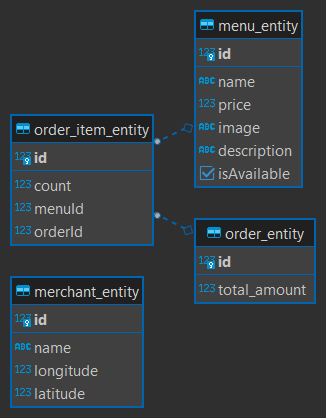 menu_entity
123 id
ABC name
123 price
ABC image
ABC description
isAvailable
order_item_entity
123 id
123 count
123 menuId
123 orderId
order_entity
123 id
123 total_amount
merchant_entity
123 id
ABC name
123 longitude
123 latitude